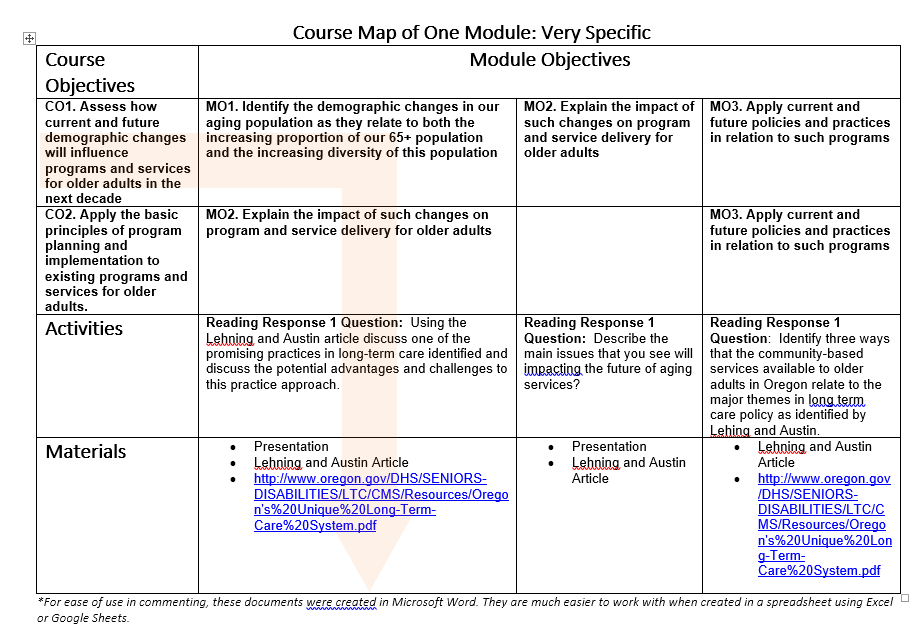 Course Map of One Module: Very Specific
Course
Objectives
Module Objectives
CO1. Assess how
current and future
demographic changes
will influence
programs and services
for older adults in the
next decade
MO1. Identify the demographic changes in our
aging population as they relate to both the
increasing proportion of our 65+ population
and the increasing diversity of this population
MO2. Explain the impact of
such changes on program
and service delivery for
older adults
MO3. Apply current and
future policies and practices
in relation to such programs
CO2. Apply the basic
principles of program
planning and
implementation to
existing programs and
services for older
adults.
MO2. Explain the impact of such changes on
program and service delivery for older adults
MO3. Apply current and
future policies and practices
in relation to such programs
Activities
Reading Response 1 Question:  Using the
Lehning and Austin article discuss one of the
promising practices in long-term care identified and
discuss the potential advantages and challenges to
this practice approach.
Reading Response 1
Question:  Describe the
main issues that you see will
impacting the future of aging
services?
Reading Response 1
Question:  Identify three ways
that the community-based
services available to older
adults in Oregon relate to the
major themes in long term
care policy as identified by
Lehing and Austin.
Materials
• Presentation
• Lehnning and Austin Article
• http://www.oregon.gov/DHS/SENIORS-
DISABILITIES/LTC/CMS/Resources/Orego
n's%20Unique%20Long-Term-
Care%20System.pdf
• Presentation
• Lehnning and Austin
Article
• Lehnning and Austin
Article
• http://www.oregon.gov
/DHS/SENIORS-
DISABILITIES/LTC/C
MS/Resources/Orego
n's%20Unique%20Lon
g-Term-
Care%20System.pdf
*For ease of use in commenting, these documents were created in Microsoft Word. They are much easier to work with when created in a spreadsheet using Excel
or Google Sheets.